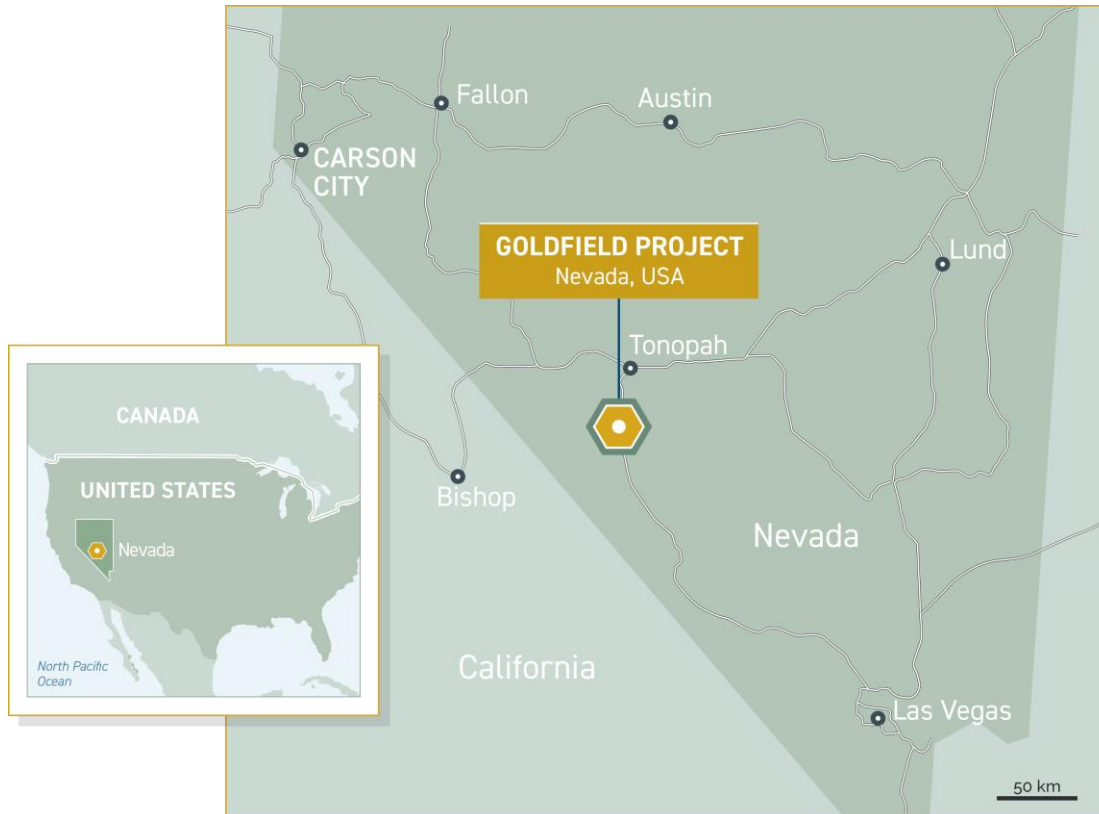 Fallon
Austin
CARSON
CITY
GOLDFIELD PROJECT
Nevada, USA
Lund
Tonopah
Bishop
Nevada
California
Las Vegas
50 km
CANADA
UNITED STATES
Nevada
North Pacific
Ocean